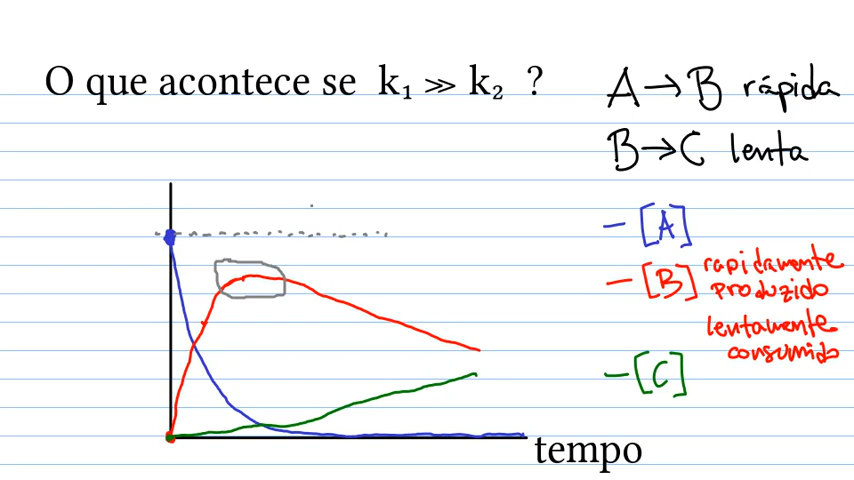 O que acontece se k₁ ≫ k₂ ?
A → B rápida
B → C lenta
- [A]
- [B] rapidamente
produzido
lentamente
consumido
- [C]
tempo